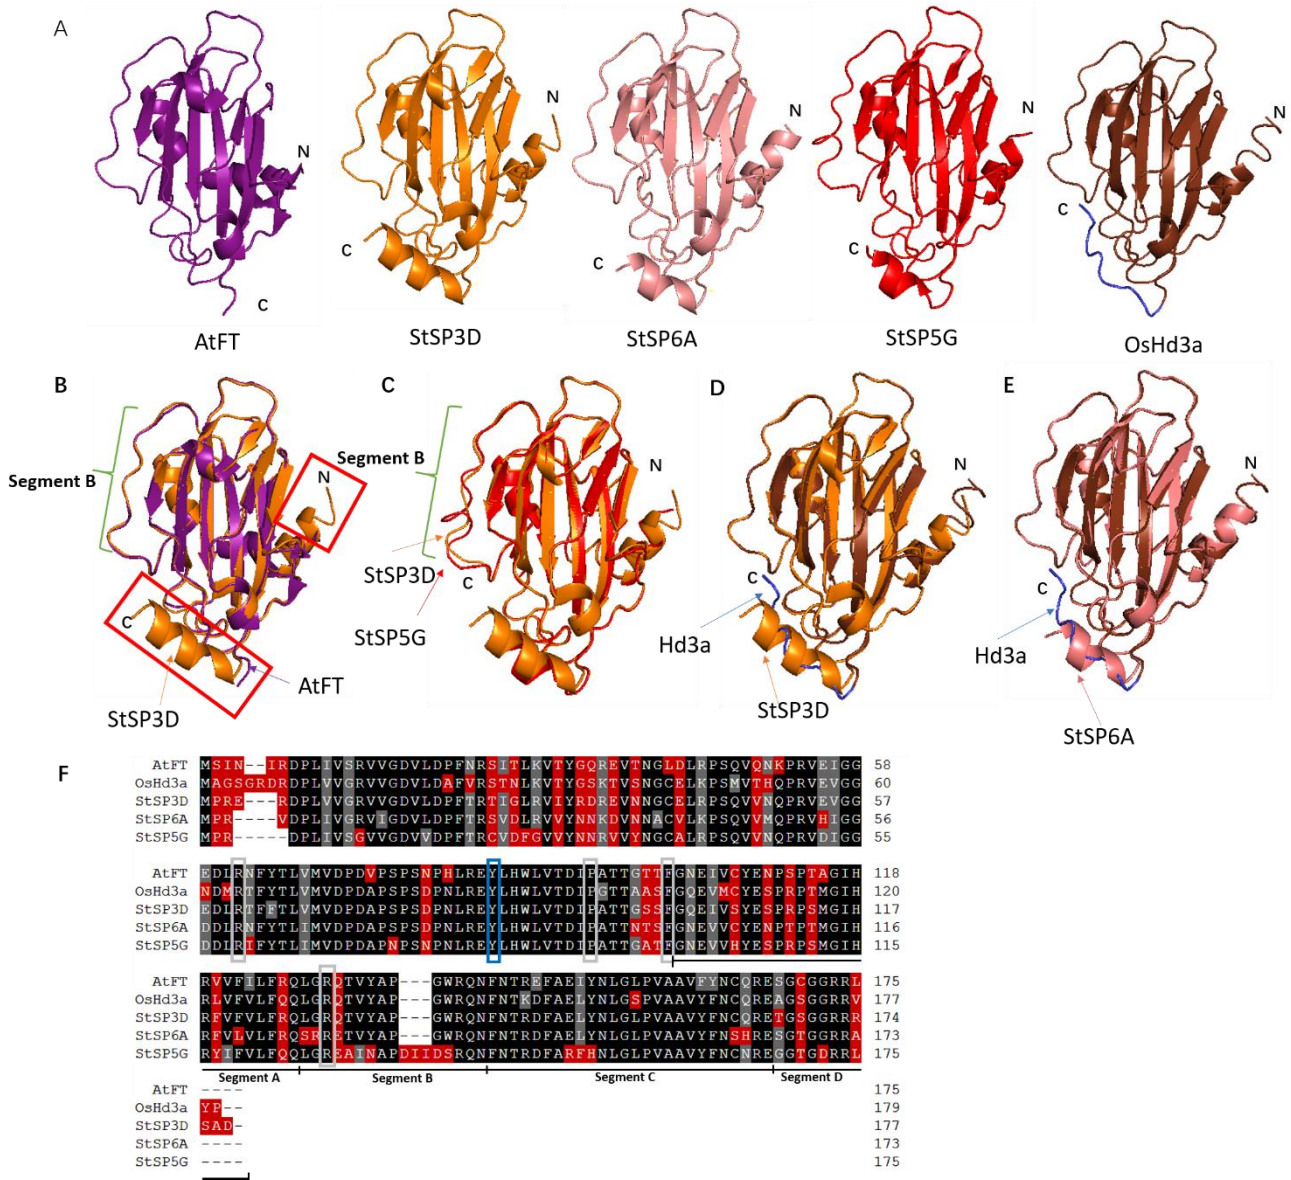 A
N
C
AtFT
N
C
StSP3D
N
C
StSP6A
N
C
StSP5G
N
C
OsHd3a
B
Segment B
N
C
StSP3D
AtFT
C
Segment B
N
StSP3D
C
StSP5G
D
N
C
Hd3a
StSP3D
E
N
C
Hd3a
StSP6A
F
AtFT MSIN--IRDPLIVSRVVGDVLDPFNRSITLKVTYGQREVTNGLDLRPSQVQNKPRVEIGG 58
OsHd3a MAGSGRDRDPLVVGRVVGDVLDAFVRSTNLKVTYGSKTVSNGCELKPSMVTHQPRVEVGG 60
StSP3D MPRE---RDPLVVGRVVGDVLDPFTRTIGLRVIYRDREVNNGCELRPSQVVNQPRVEVGG 57
StSP6A MPR----VDPLIVGRVIGDVLDPFTRSVDLRVVYNNKDVNNACVLKPSQVVMQPRVHIGG 56
StSP5G MPR-----DPLIVSGVVGDVVDPFTRCVDFGVVYNNRVVYNGCALRPSQVVNQPRVDIGG 55
AtFT EDLRNFYTLVMVDPDVPSPSNPHLREYLHWLVTDIPATTGTTFGNEIVCYENPSPTAGIH 118
OsHd3a NDMRTFYTLVMVDPDAPSPSDPNLREYLHWLVTDIPGTTAASFGQEVMCYESPRPTMGIH 120
StSP3D EDLRTFFTLVMVDPDAPSPSDPNLREYLHWLVTDIPATTGSSFGQEIVSYESPRPSMGIH 117
StSP6A DDLRNFYTLIMVDPDAPSPSDPNLREYLHWLVTDIPATTNTSFGNEVVCYENPTPTMGIH 116
StSP5G DDLRIFYTLVMVDPDAPNPSNPNLREYLHWLVTDIPATTGATFGNEVVHYESPRPSMGIH 115
AtFT RVVFILFRQLGRQTVYAP---GWRQNFNTREFAEIYNLGLPVAAVFYNCQRESGCGGRRL 175
OsHd3a RLVFVLFQQLGRQTVYAP---GWRQNFNTKDFAELYNLGSPVAAVYFNCQREAGSGGRRV 177
StSP3D RFVFVLFRQLGRQTVYAP---GWRQNFNTRDFAELYNLGLPVAAVYFNCQRETGSGGRRA 174
StSP6A RFVLVLFRQSRRETVYAP---GWRQNFNTRDFAELYNLGLPVAAVYFNSHRESGTGGRRA 173
StSP5G RYIFVLFQQLGREAINAPDIIDSRQNFNTRDFARFHNLGLPVAAVYFNCNREGGTGDRRL 175
Segment A Segment B Segment C Segment D
AtFT ---- 175
OsHd3a YP-- 179
StSP3D SAD- 177
StSP6A ---- 173
StSP5G ---- 175